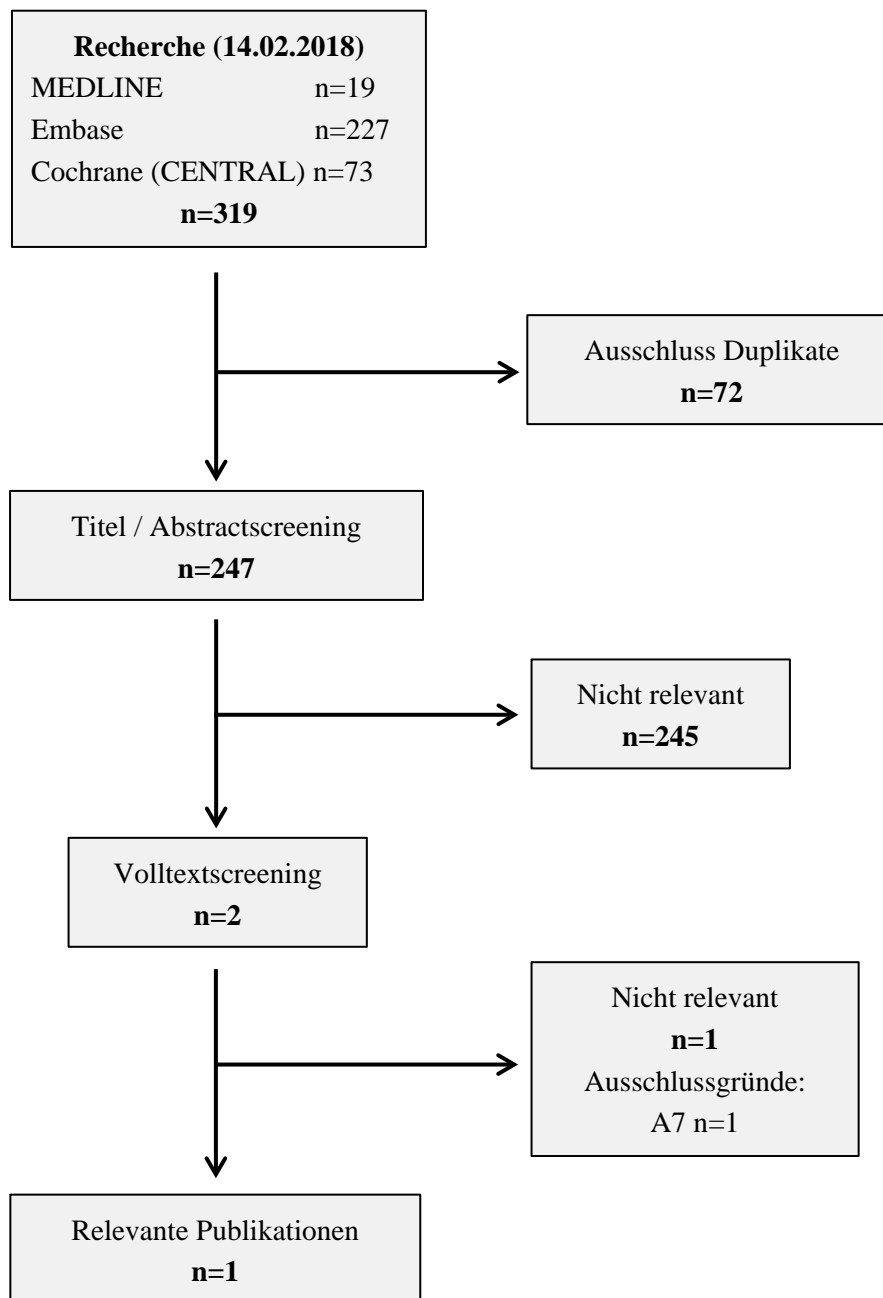 Recherche (14.02.2018)
MEDLINE n=19
Embase n=227
Cochrane (CENTRAL) n=73
n=319
Ausschluss Duplikate
n=72
Titel / Abstractscreening
n=247
Nicht relevant
n=245
Volltextscreening
n=2
Nicht relevant
n=1
Ausschlussgründe:
A7 n=1
Relevante Publikationen
n=1